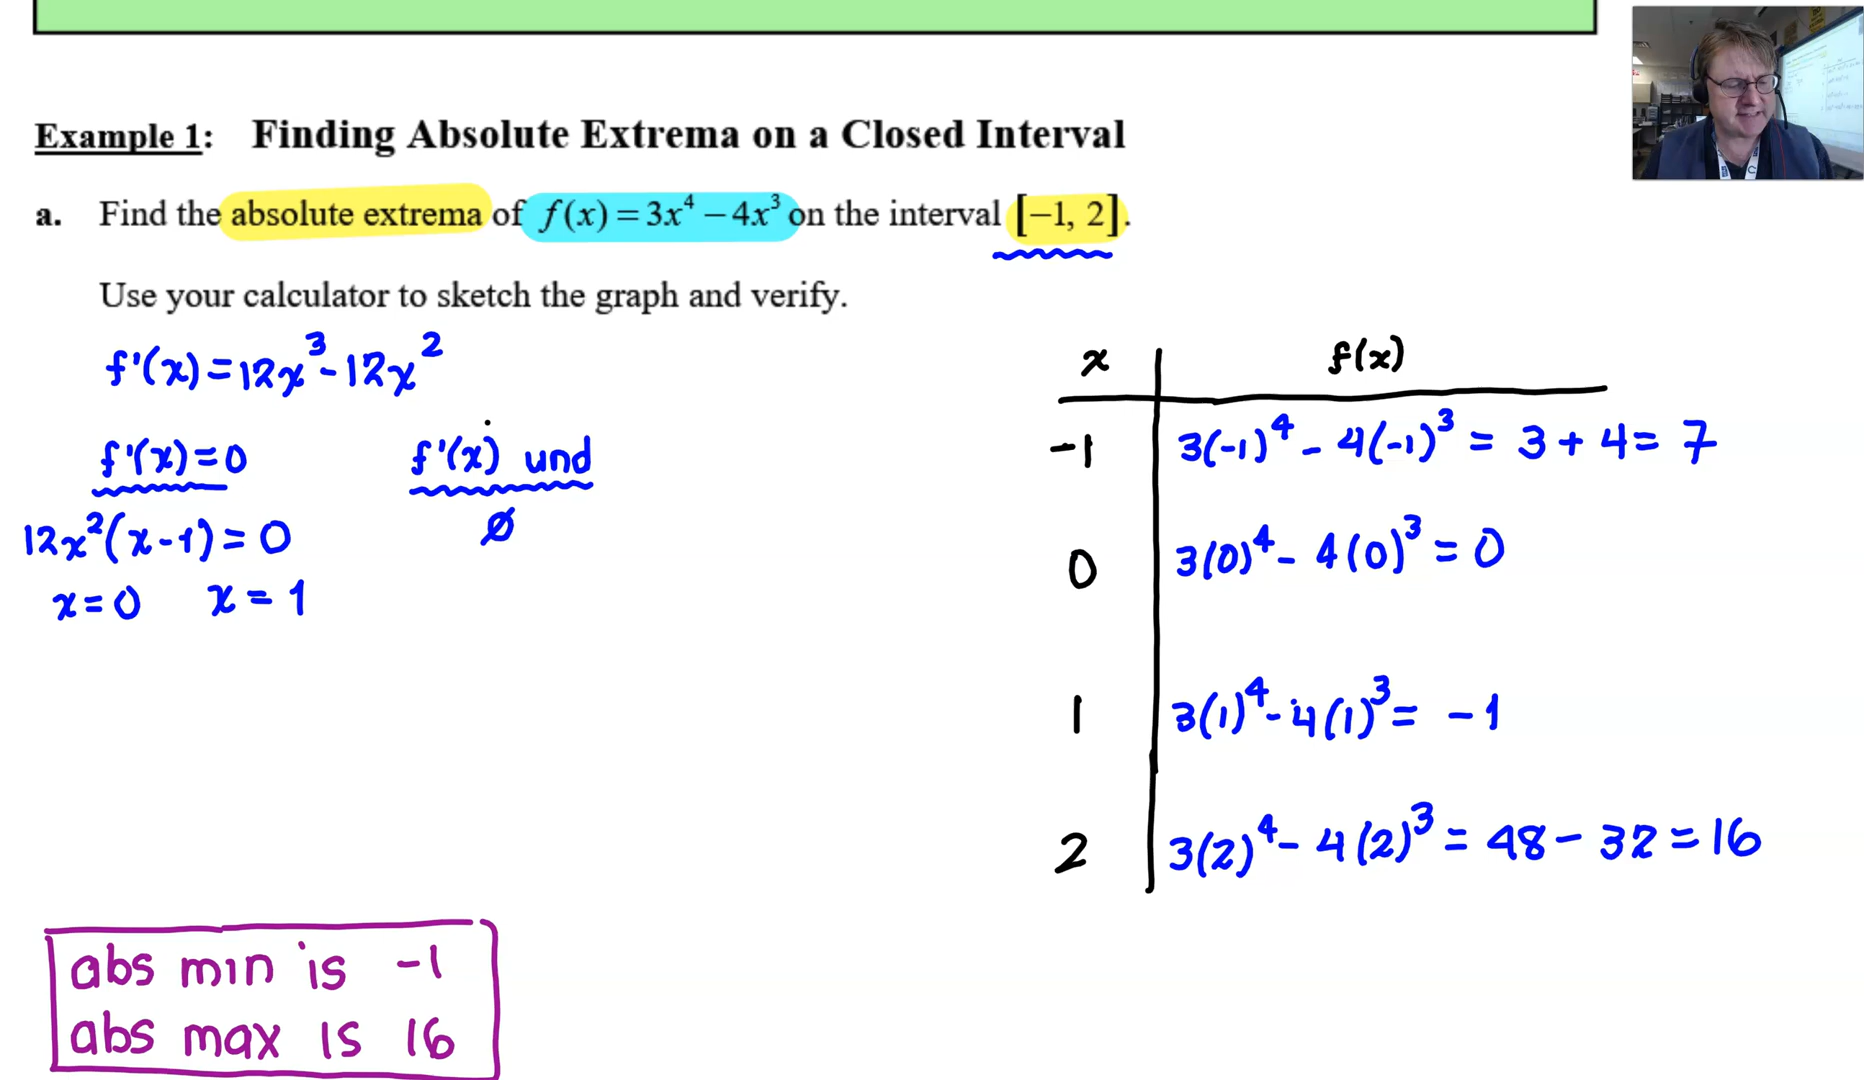 Example 1: Finding Absolute Extrema on a Closed Interval
a. Find the absolute extrema of f(x) = 3x⁴ − 4x³ on the interval [−1, 2].
Use your calculator to sketch the graph and verify.
f'(x) = 12x³ - 12x²
f'(x) = 0 f'(x) und
12x²(x-1) = 0 ∅
x = 0 x = 1
x f(x)
-1 3(-1)⁴ - 4(-1)³ = 3 + 4 = 7
0 3(0)⁴ - 4(0)³ = 0
1 3(1)⁴ - 4(1)³ = -1
2 3(2)⁴ - 4(2)³ = 48 - 32 = 16
abs min is -1
abs max is 16